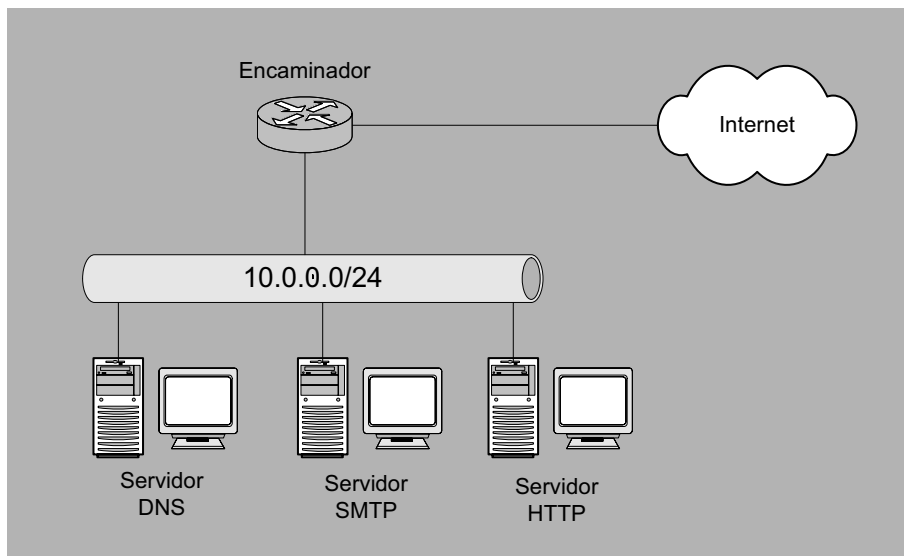 Encaminador
Internet
10.0.0.0/24
Servidor
DNS
Servidor
SMTP
Servidor
HTTP